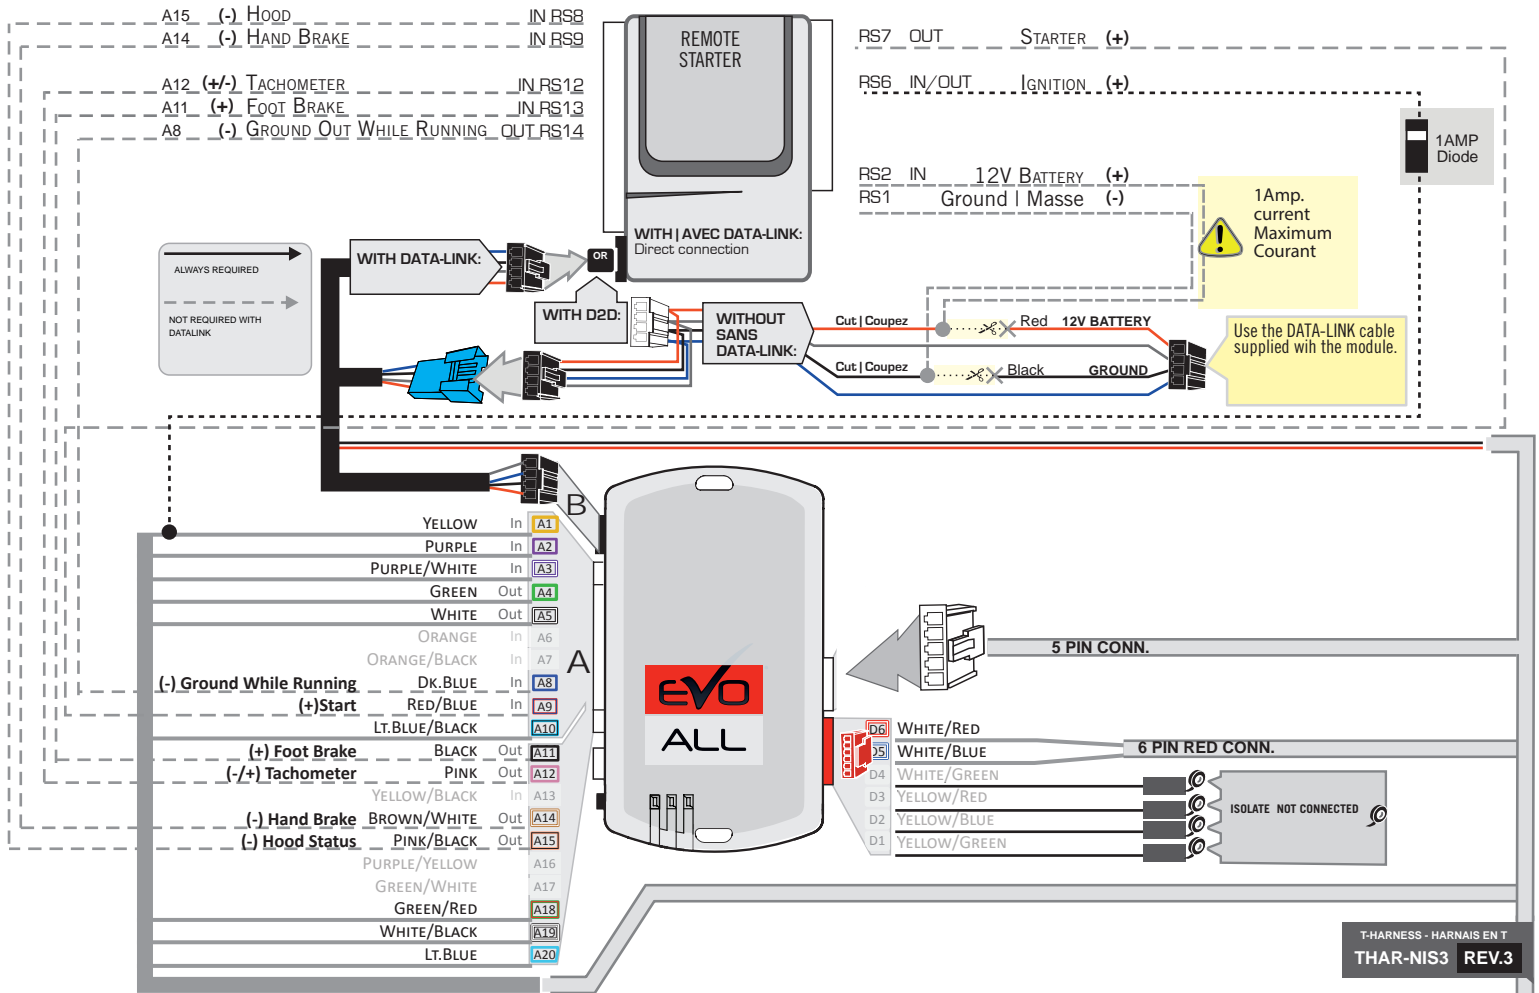 A15 (-) HOOD IN RS8
A14 (-) HAND BRAKE IN RS9
A12 (+/-) TACHOMETER IN RS12
A11 (+) FOOT BRAKE IN RS13
A8 (-) GROUND OUT WHILE RUNNING OUT RS14
REMOTE
STARTER
WITH | AVEC DATA-LINK:
Direct connection
RS7 OUT STARTER (+)
RS6 IN/OUT IGNITION (+)
1AMP
Diode
RS2 IN 12V BATTERY (+)
RS1 Ground | Masse (-)
1Amp.
current
Maximum
Courant
ALWAYS REQUIRED
NOT REQUIRED WITH
DATALINK
WITH DATA-LINK:
OR
WITH D2D:
WITHOUT
SANS
DATA-LINK:
Cut | Coupez Red 12V BATTERY
Cut | Coupez Black GROUND
Use the DATA-LINK cable
supplied wih the module.
B
A
YELLOW In A1
PURPLE In A2
PURPLE/WHITE In A3
GREEN Out A4
WHITE Out A5
ORANGE In A6
ORANGE/BLACK In A7
(-) Ground While Running DK.BLUE In A8
(+)Start RED/BLUE In A9
LT.BLUE/BLACK A10
(+) Foot Brake BLACK Out A11
(-/+) Tachometer PINK Out A12
YELLOW/BLACK In A13
(-) Hand Brake BROWN/WHITE Out A14
(-) Hood Status PINK/BLACK Out A15
PURPLE/YELLOW A16
GREEN/WHITE A17
GREEN/RED A18
WHITE/BLACK A19
LT.BLUE A20
EVO
ALL
5 PIN CONN.
D6 WHITE/RED
D5 WHITE/BLUE
6 PIN RED CONN.
D4 WHITE/GREEN
D3 YELLOW/RED
D2 YELLOW/BLUE
D1 YELLOW/GREEN
ISOLATE NOT CONNECTED
T-HARNESS - HARNAIS EN T
THAR-NIS3 REV.3